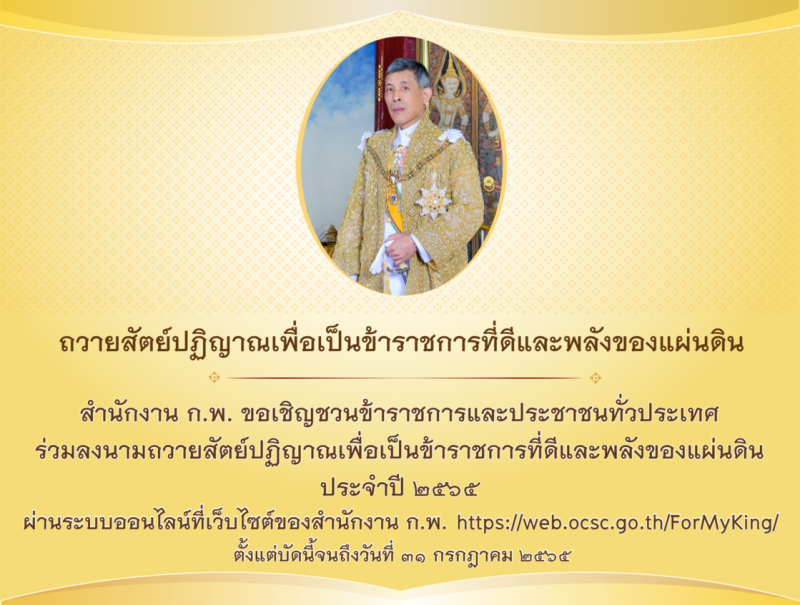 ถวายสัตย์ปฏิญาณเพื่อเป็นข้าราชการที่ดีและพลังของแผ่นดิน
สำนักงาน ก.พ. ขอเชิญชวนข้าราชการและประชาชนทั่วประเทศ
ร่วมลงนามถวายสัตย์ปฏิญาณเพื่อเป็นข้าราชการที่ดีและพลังของแผ่นดิน
ประจำปี ๒๕๖๕
ผ่านระบบออนไลน์ที่เว็บไซต์ของสำนักงาน ก.พ. https://web.ocsc.go.th/ForMyKing/
ตั้งแต่บัดนี้จนถึงวันที่ ๓๑ กรกฎาคม ๒๕๖๕